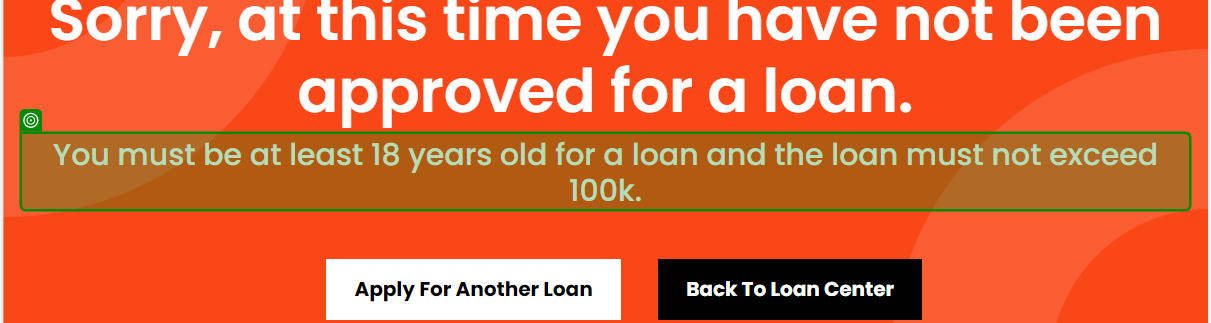 Sorry, at this time you have not been
approved for a loan.
You must be at least 18 years old for a loan and the loan must not exceed
100k.
Apply For Another Loan
Back To Loan Center